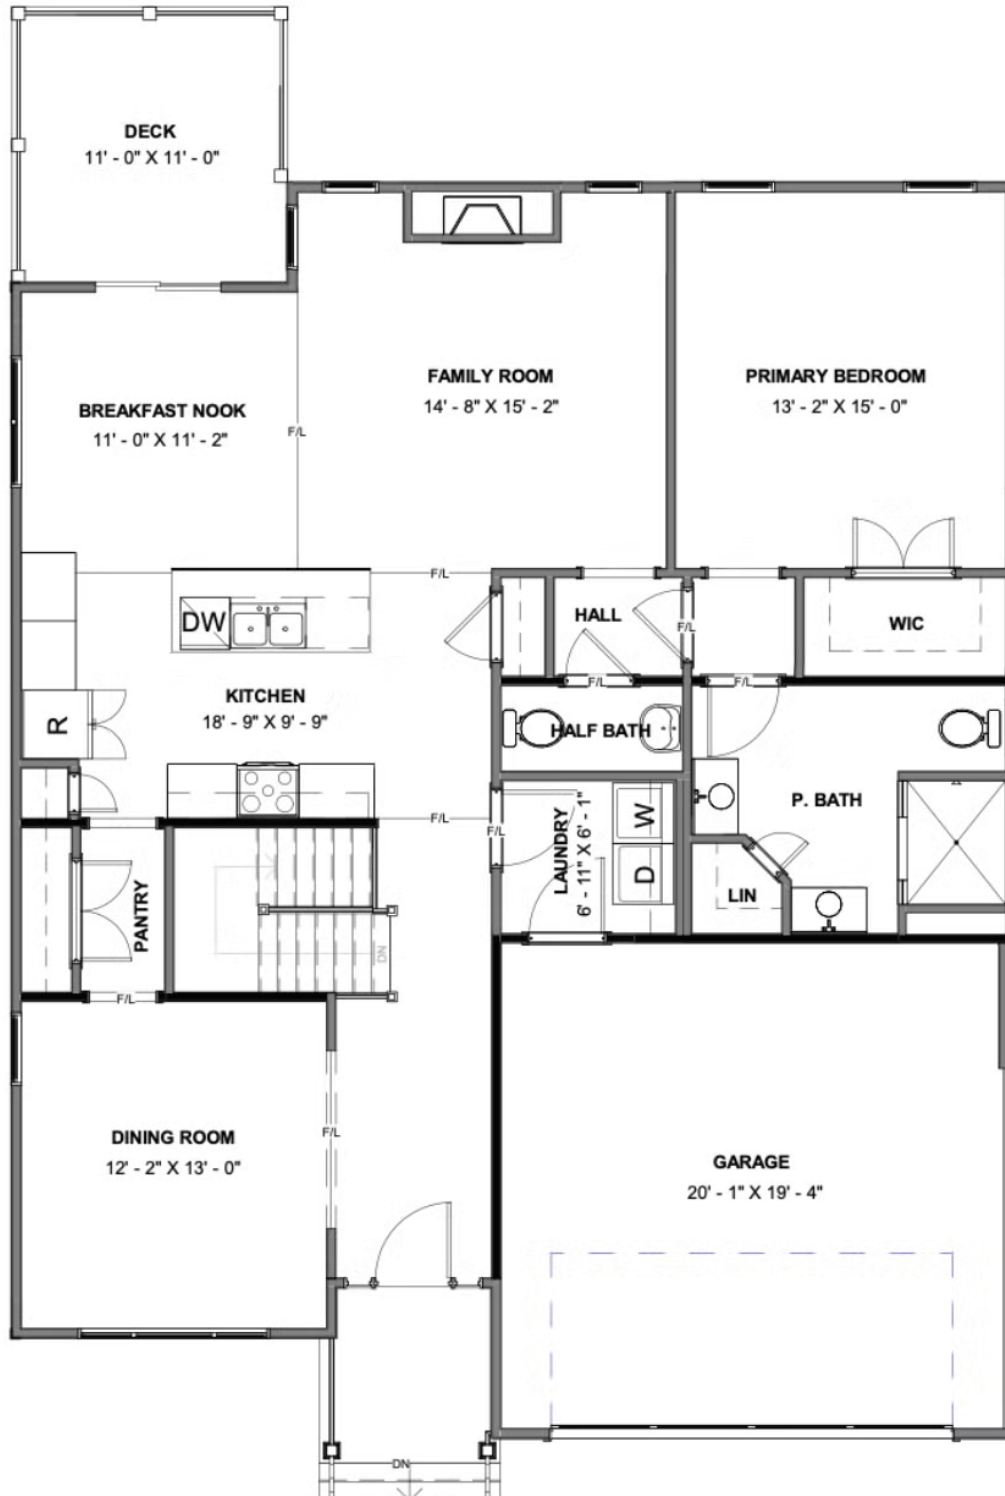 DECK
11' - 0" X 11' - 0"
FAMILY ROOM
14' - 8" X 15' - 2"
PRIMARY BEDROOM
13' - 2" X 15' - 0"
BREAKFAST NOOK
11' - 0" X 11' - 2"
F/L
F/L
DW
HALL
F/L
WIC
F/L
F/L
KITCHEN
18' - 9" X 9' - 9"
R
HALF BATH
P. BATH
F/L
F/L
LAUNDRY
6' - 11" X 6' - 1"
W
D
LIN
PANTRY
DN
F/L
DINING ROOM
12' - 2" X 13' - 0"
F/L
GARAGE
20' - 1" X 19' - 4"
DN